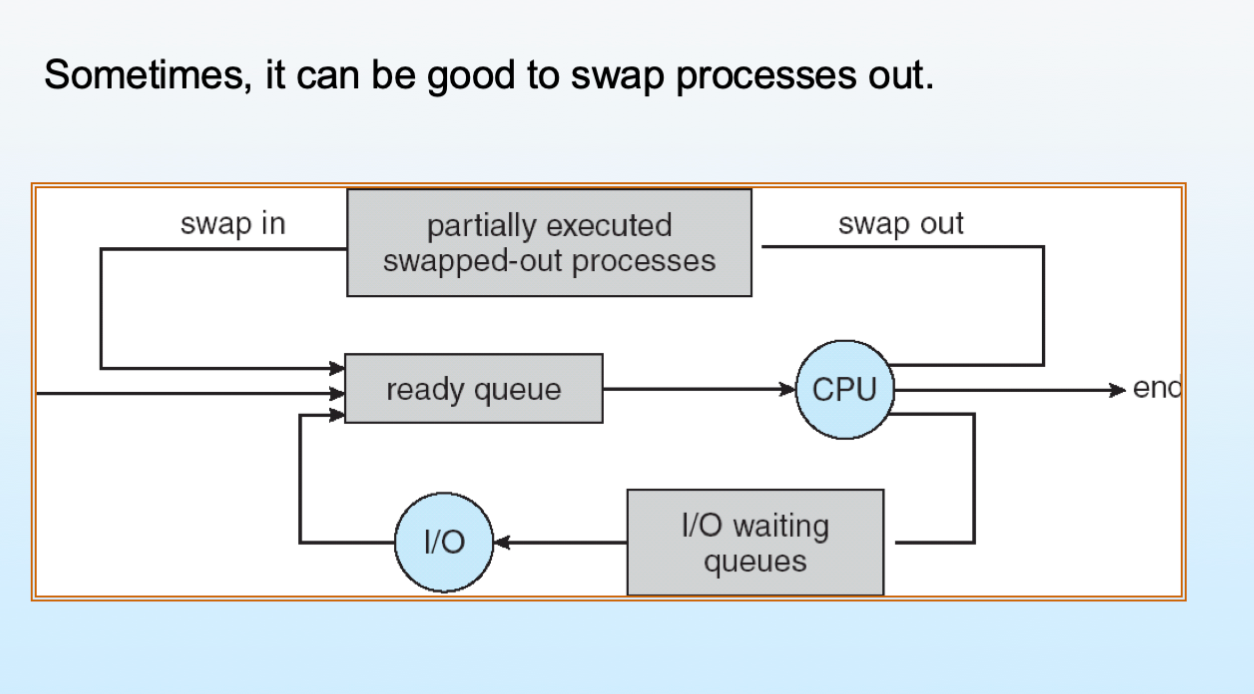 Sometimes, it can be good to swap processes out.
swap in
partially executed
swapped-out processes
swap out
ready queue
CPU
end
I/O
I/O waiting
queues